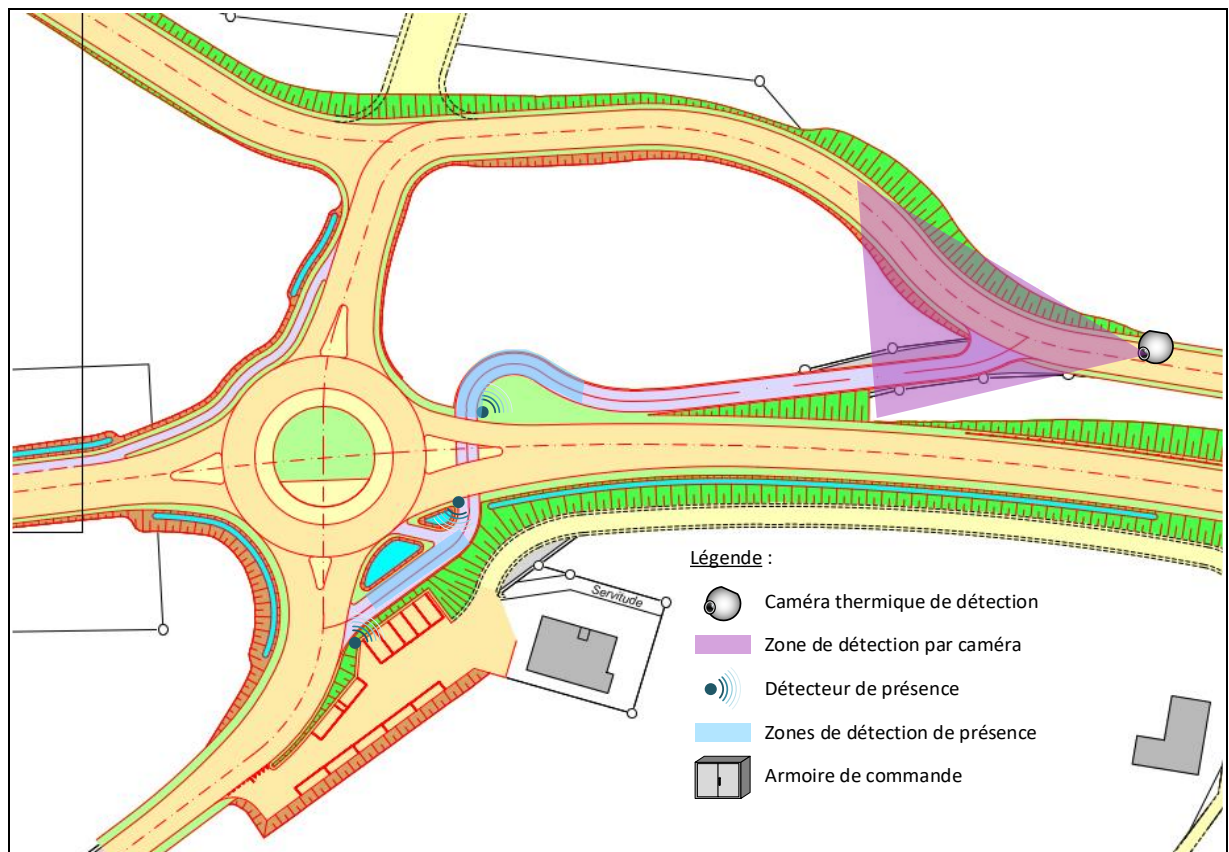 Servitude
Légende :
Caméra thermique de détection
Zone de détection par caméra
Détecteur de présence
Zones de détection de présence
Armoire de commande